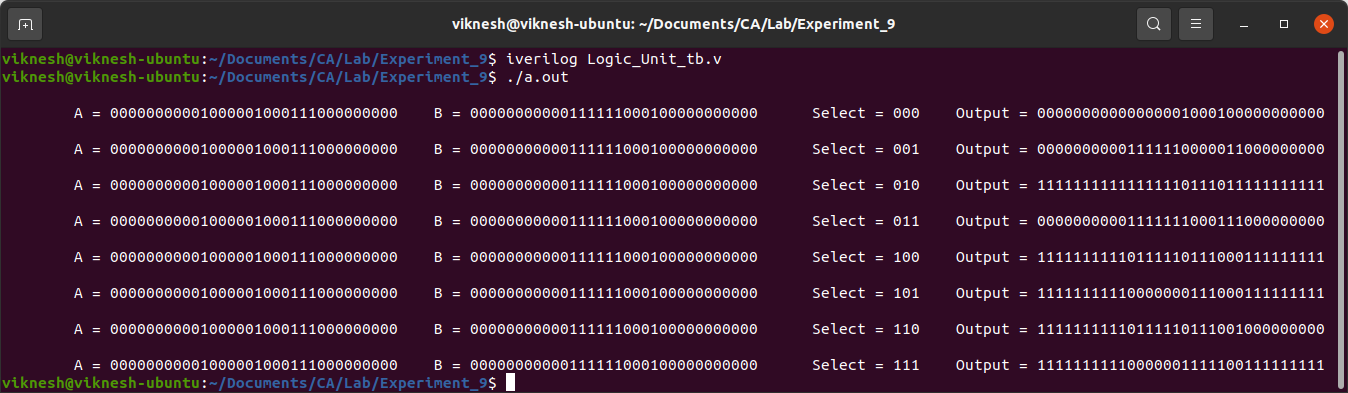 viknesh@viknesh-ubuntu: ~/Documents/CA/Lab/Experiment_9
viknesh@viknesh-ubuntu:~/Documents/CA/Lab/Experiment_9$ iverilog Logic_Unit_tb.v
viknesh@viknesh-ubuntu:~/Documents/CA/Lab/Experiment_9$ ./a.out
A = 00000000001000001000111000000000 B = 00000000000111111000100000000000 Select = 000 Output = 00000000000000001000100000000000
A = 00000000001000001000111000000000 B = 00000000000111111000100000000000 Select = 001 Output = 00000000001111110000011000000000
A = 00000000001000001000111000000000 B = 00000000000111111000100000000000 Select = 010 Output = 11111111111111110111011111111111
A = 00000000001000001000111000000000 B = 00000000000111111000100000000000 Select = 011 Output = 00000000001111111000111000000000
A = 00000000001000001000111000000000 B = 00000000000111111000100000000000 Select = 100 Output = 11111111110111110111000111111111
A = 00000000001000001000111000000000 B = 00000000000111111000100000000000 Select = 101 Output = 11111111110000000111000111111111
A = 00000000001000001000111000000000 B = 00000000000111111000100000000000 Select = 110 Output = 11111111110111110111001000000000
A = 00000000001000001000111000000000 B = 00000000000111111000100000000000 Select = 111 Output = 11111111110000001111100111111111
viknesh@viknesh-ubuntu:~/Documents/CA/Lab/Experiment_9$